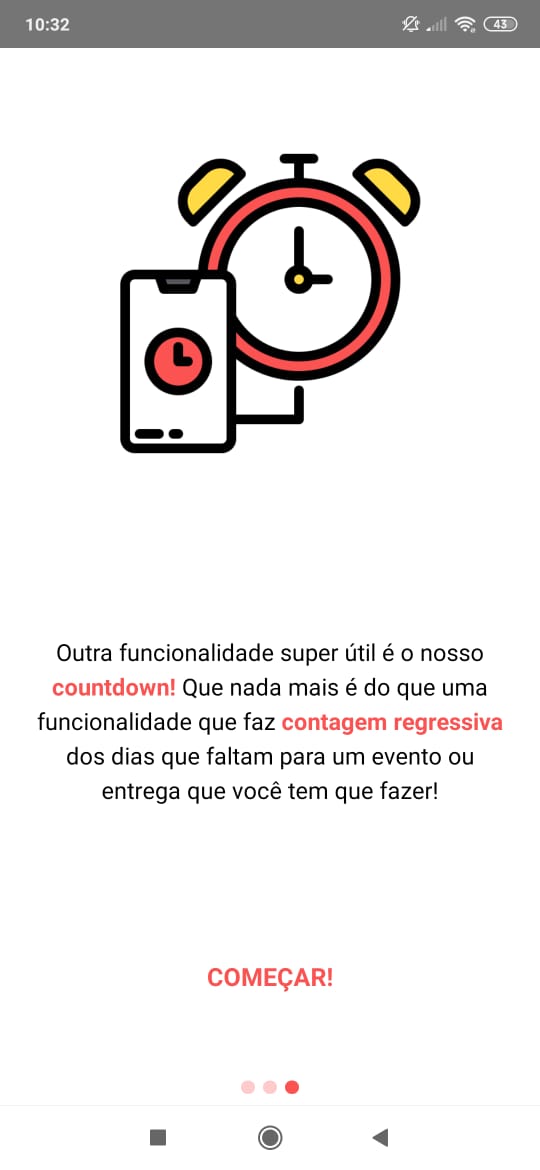 10:32
43
Outra funcionalidade super útil é o nosso
countdown! Que nada mais é do que uma
funcionalidade que faz contagem regressiva
dos dias que faltam para um evento ou
entrega que você tem que fazer!
COMEÇAR!